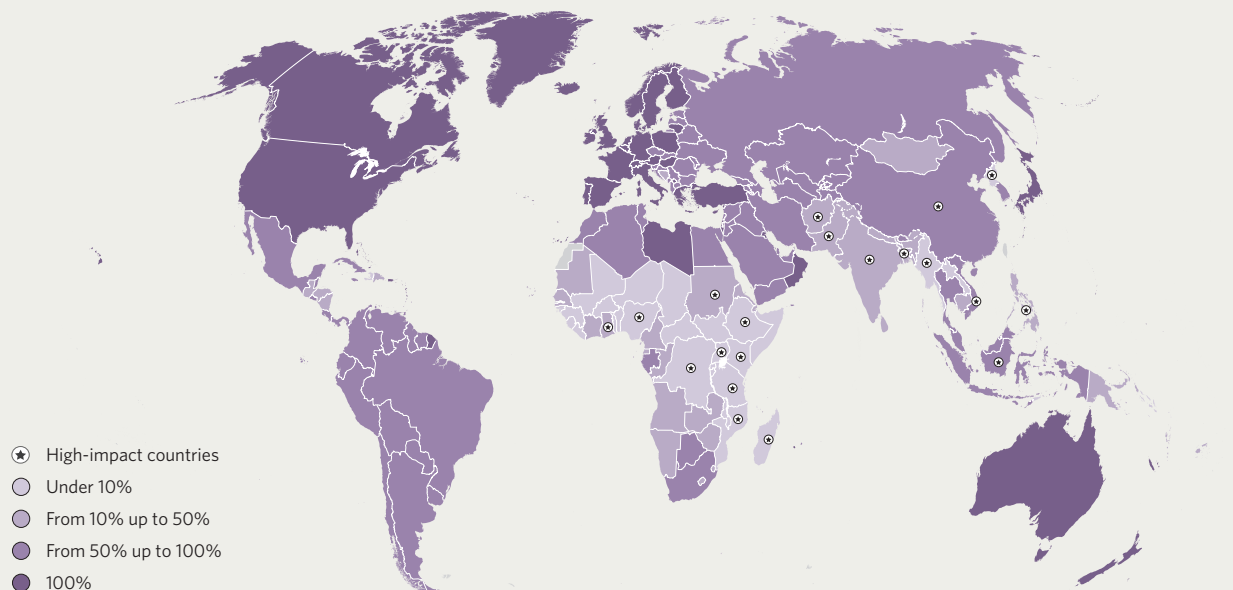 High-impact countries
Under 10%
From 10% up to 50%
From 50% up to 100%
100%